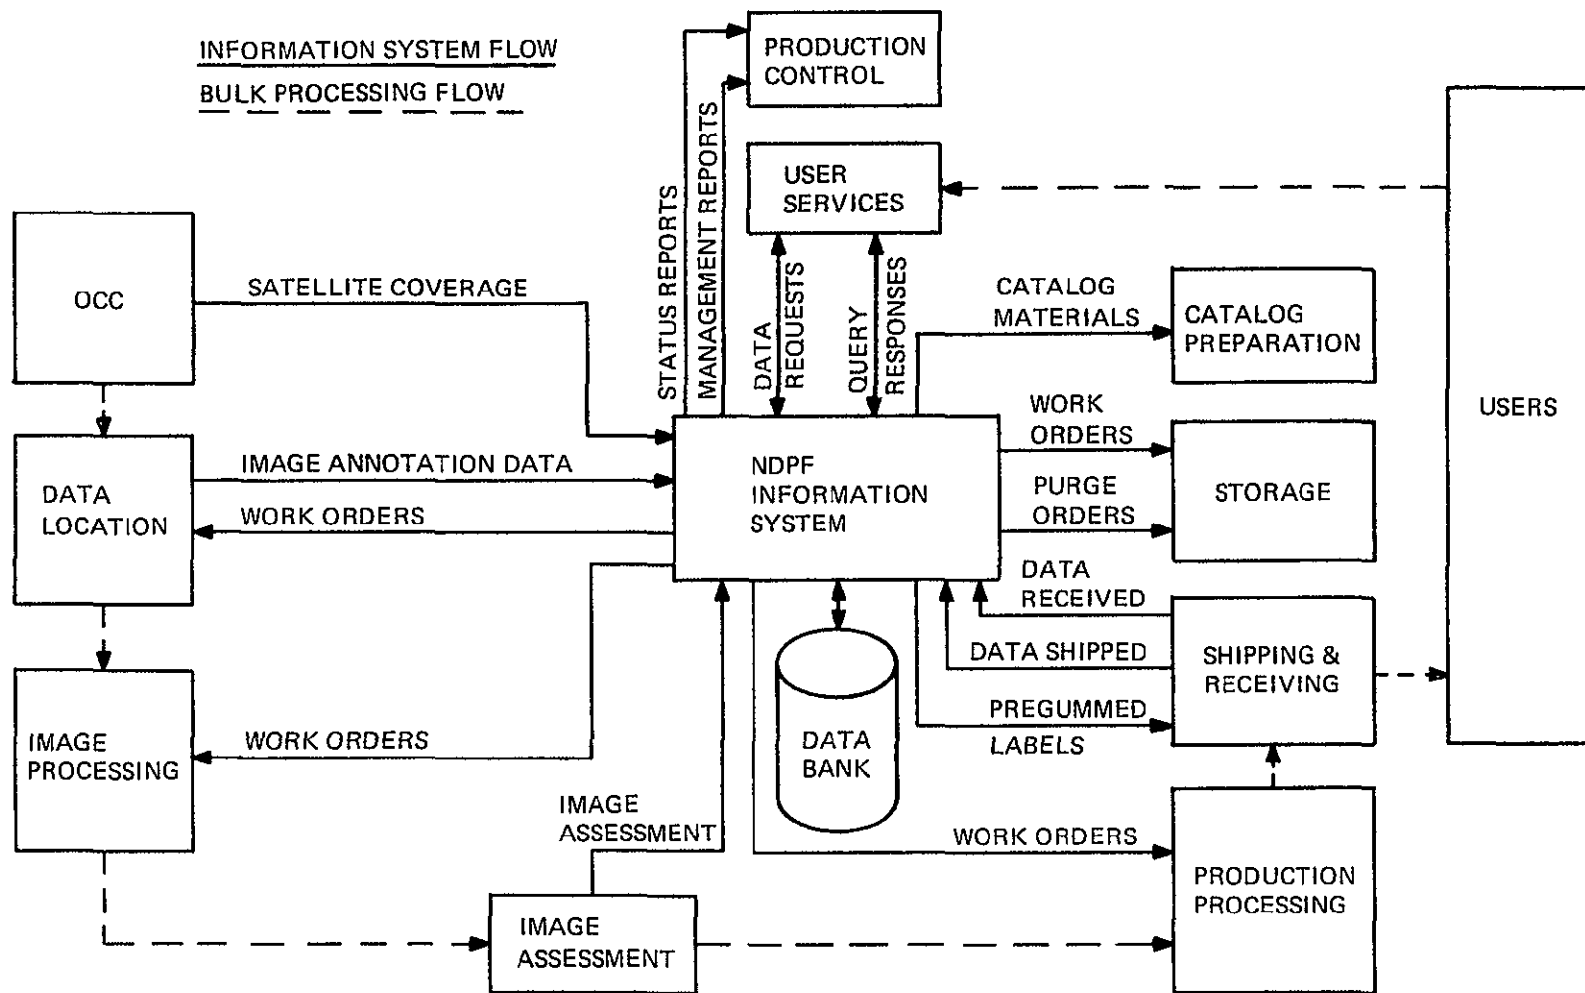 INFORMATION SYSTEM FLOW
BULK PROCESSING FLOW
PRODUCTION
CONTROL
STATUS REPORTS
MANAGEMENT REPORTS
USER
SERVICES
DATA
REQUESTS
QUERY
RESPONSES
OCC
SATELLITE COVERAGE
CATALOG
MATERIALS
CATALOG
PREPARATION
USERS
DATA
LOCATION
IMAGE ANNOTATION DATA
WORK ORDERS
NDPF
INFORMATION
SYSTEM
WORK
ORDERS
PURGE
ORDERS
STORAGE
DATA
RECEIVED
DATA SHIPPED
PREGUMMED
LABELS
SHIPPING &
RECEIVING
IMAGE
PROCESSING
WORK ORDERS
DATA
BANK
IMAGE
ASSESSMENT
WORK ORDERS
PRODUCTION
PROCESSING
IMAGE
ASSESSMENT